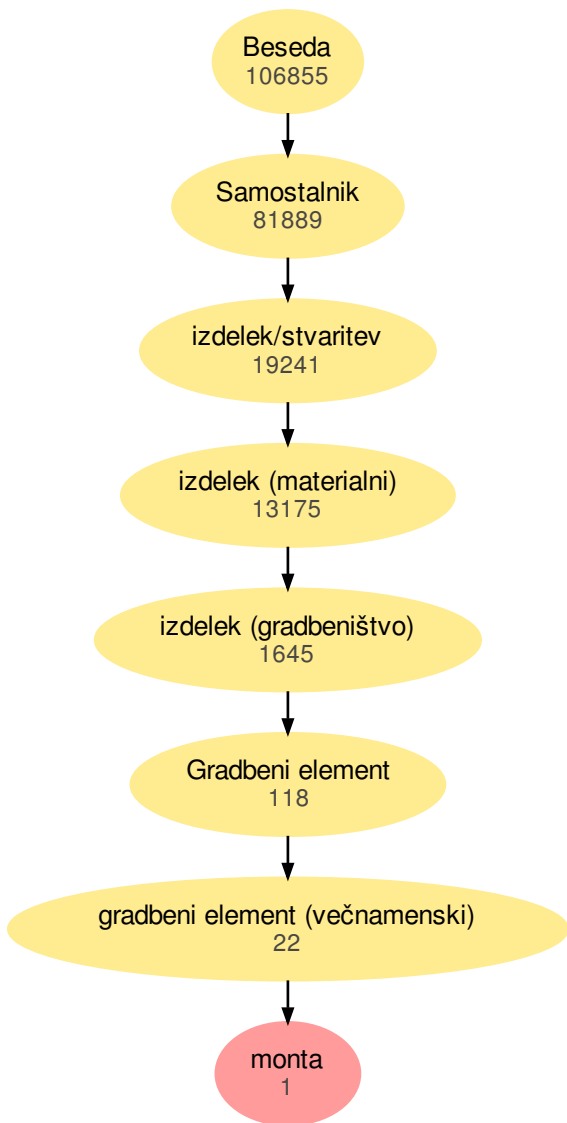 Beseda
106855
Samostalnik
81889
izdelek/stvaritev
19241
izdelek (materialni)
13175
izdelek (gradbeništvo)
1645
Gradbeni element
118
gradbeni element (večnamenski)
22
monta
1